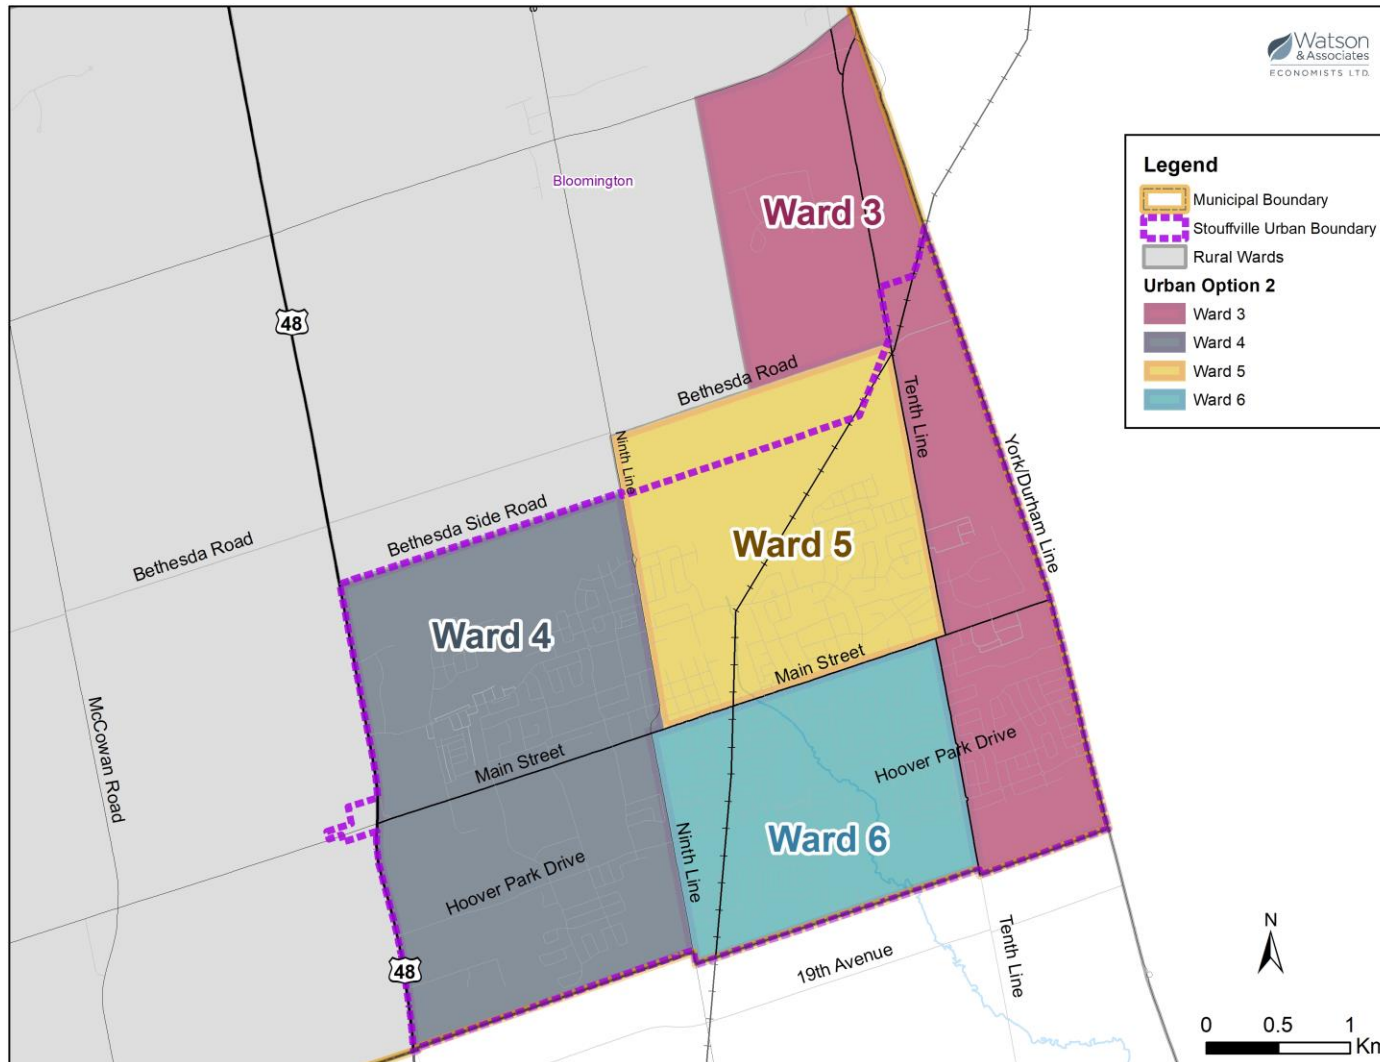 Watson
& Associates
ECONOMISTS LTD.
Legend
Municipal Boundary
Stouffville Urban Boundary
Rural Wards
Urban Option 2
Ward 3
Ward 4
Ward 5
Ward 6
Bloomington
Ward 3
48
Bethesda Road
Tenth Line
Ninth Line
York/Durham Line
Bethesda Side Road
Bethesda Road
Ward 5
Ward 4
Main Street
McCowan Road
Main Street
Hoover Park Drive
Ward 6
Ninth Line
Hoover Park Drive
Tenth Line
19th Avenue
48
N
0 0.5 1
Km